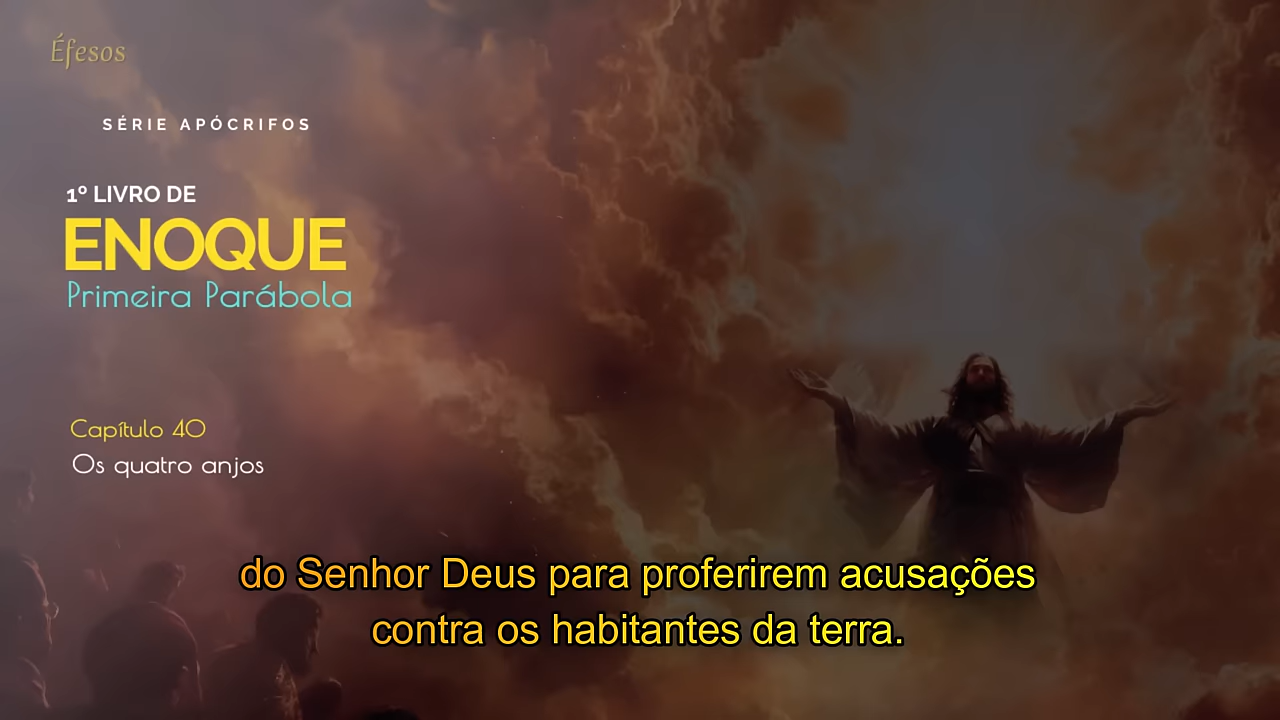 Éfesos
SÉRIE APÓCRIFOS
1º LIVRO DE
ENOQUE
Primeira Parábola
Capítulo 40
Os quatro anjos
do Senhor Deus para proferirem acusações
contra os habitantes da terra.